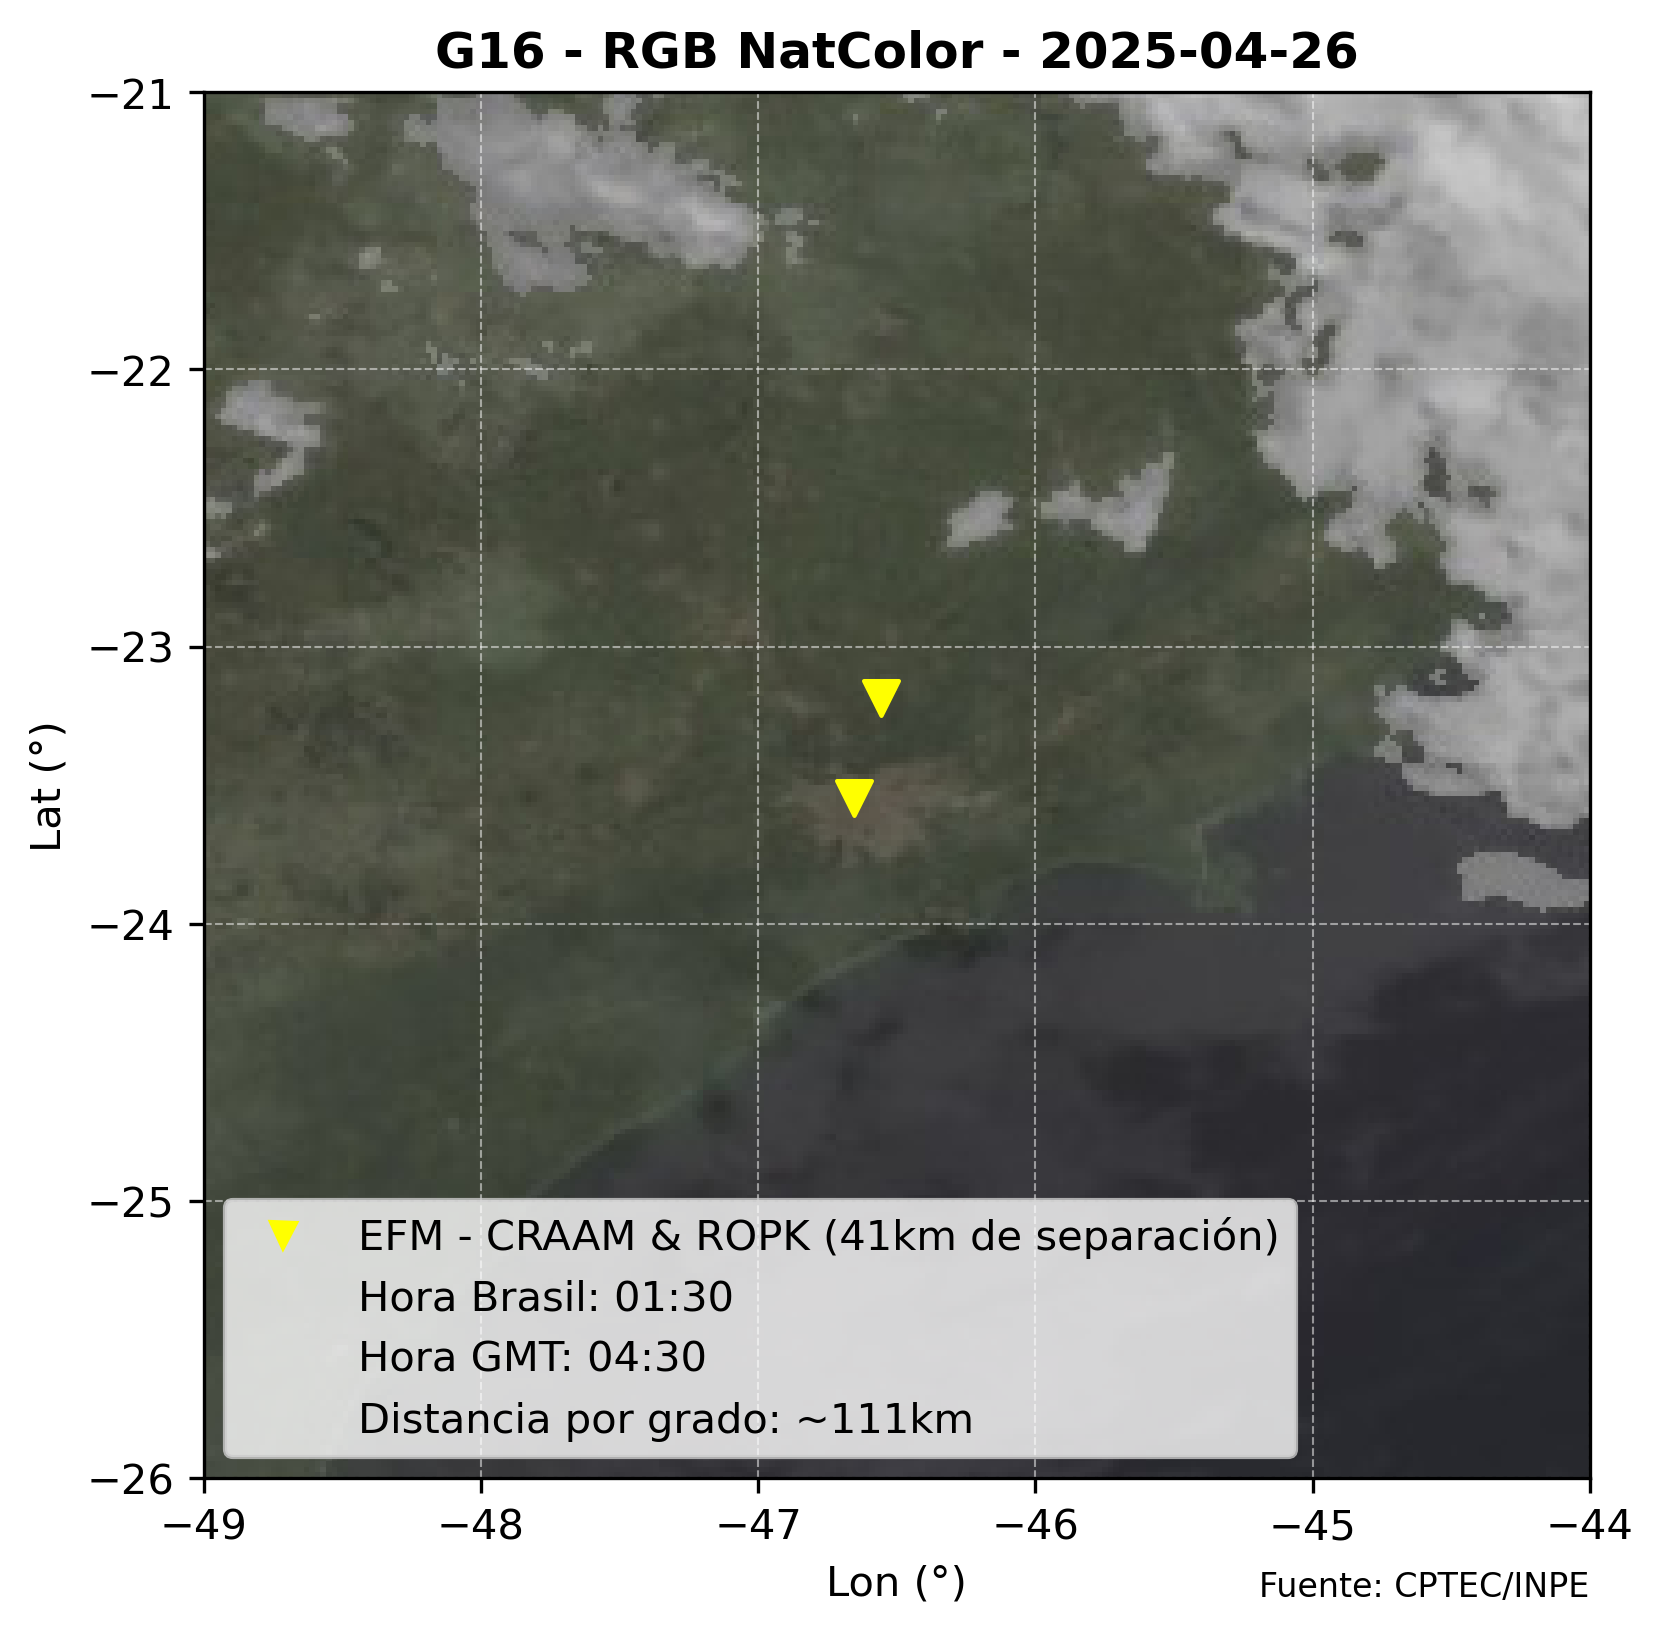 G16 - RGB NatColor - 2025-04-26
−21
−22
−23
−24
−25
−26
Lat (°)
EFM - CRAAM & ROPK (41km de separación)
Hora Brasil: 01:30
Hora GMT: 04:30
Distancia por grado: ~111km
−49
−48
−47
−46
−45
−44
Lon (°)
Fuente: CPTEC/INPE